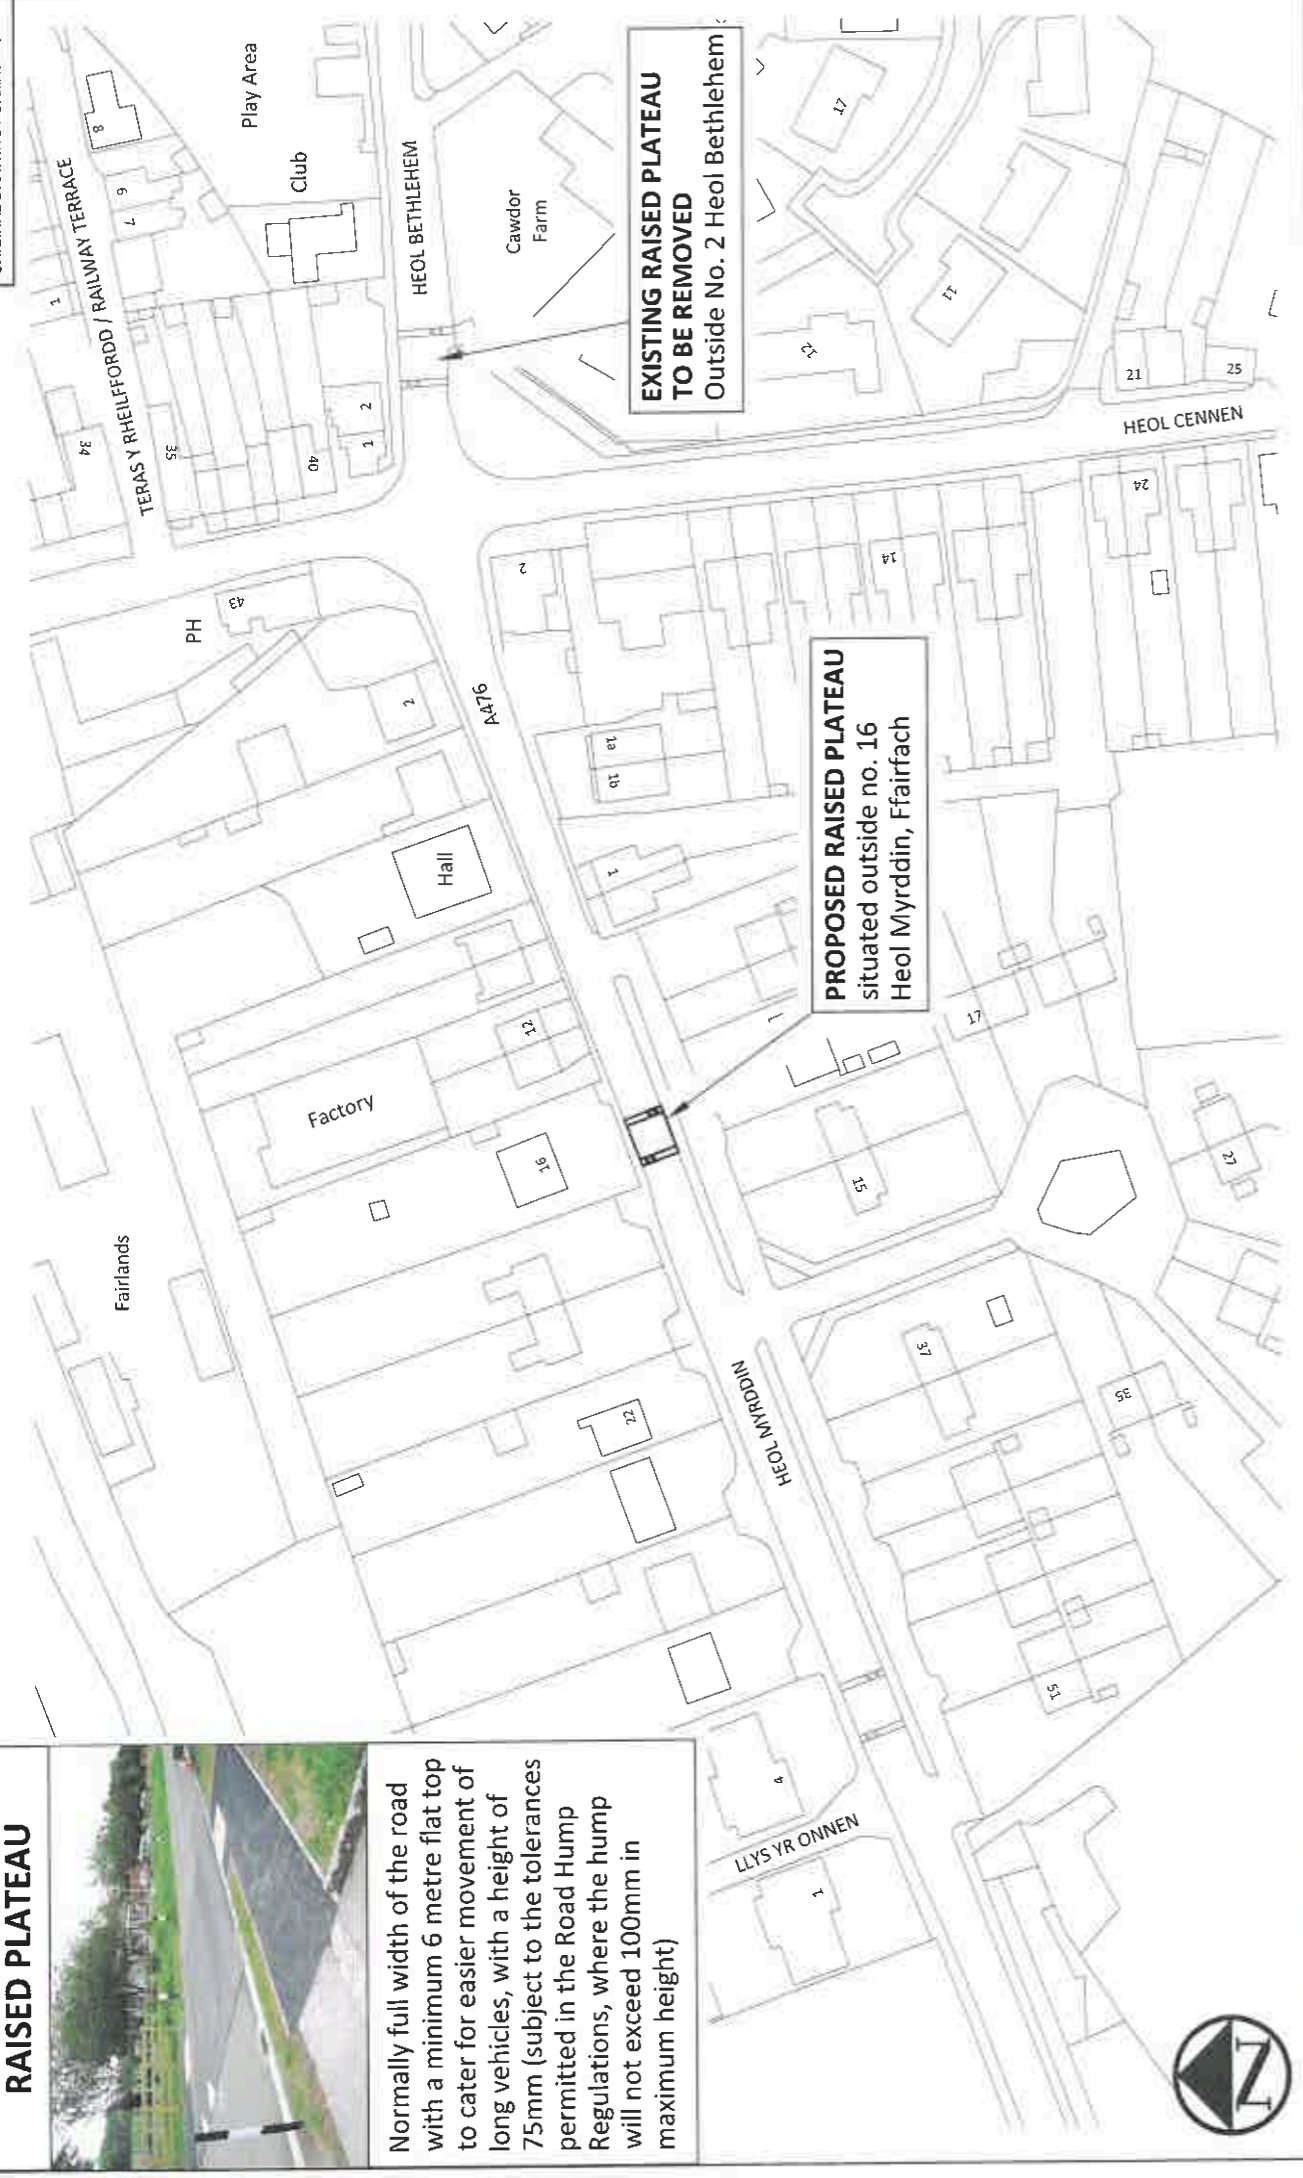 RAISED PLATEAU
Normally full width of the road
with a minimum 6 metre flat top
to cater for easier movement of
long vehicles, with a height of
75mm (subject to the tolerances
permitted in the Road Hump
Regulations, where the hump
will not exceed 100mm in
maximum height)
Fairlands
Factory
Hall
PH
43
2
12
16
22
4
1
LLYS YR ONNEN
HEOL MYRDDIN
A476
TERAS Y RHEILFFORDD / RAILWAY TERRACE
34
35
40
1
2
1
7
9
8
Play Area
Club
HEOL BETHLEHEM
Cawdor
Farm
EXISTING RAISED PLATEAU
TO BE REMOVED
Outside No. 2 Heol Bethlehem
PROPOSED RAISED PLATEAU
situated outside no. 16
Heol Myrddin, Ffairfach
HEOL CENNEN
2
1a
1b
1
14
24
12
11
17
21
25
17
15
27
37
35
51
N